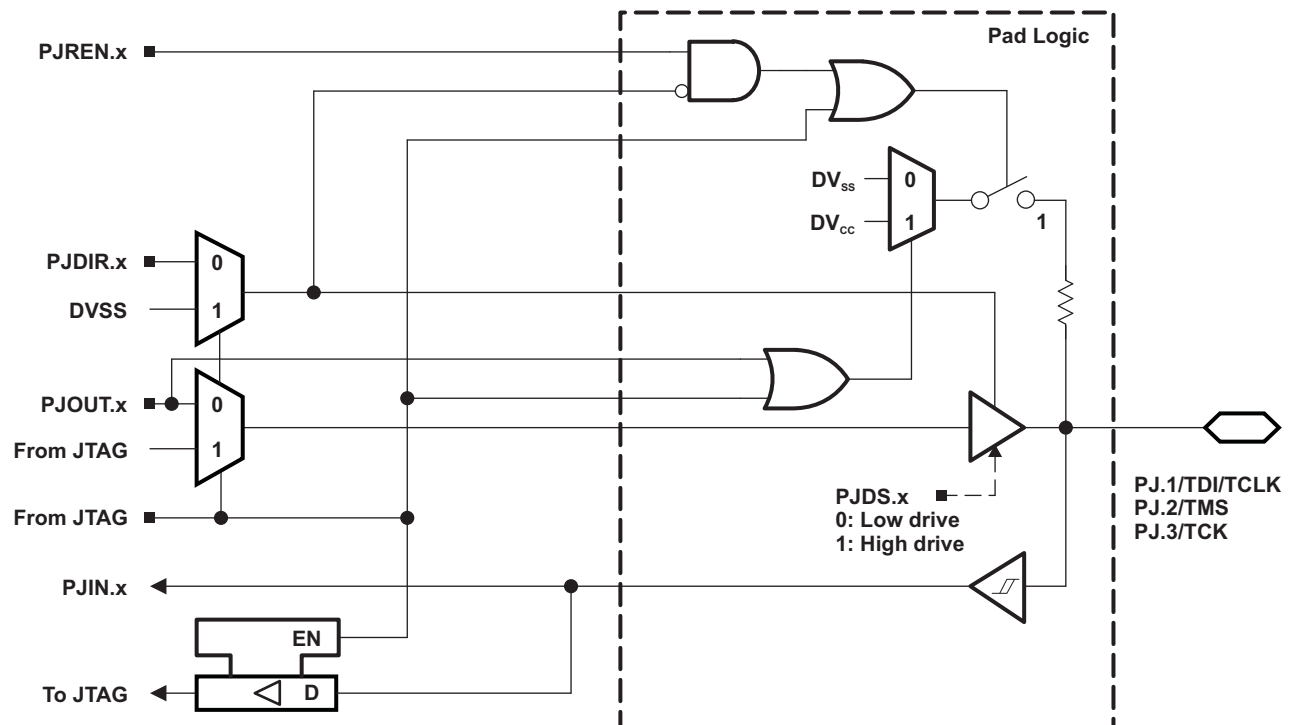 Pad Logic
PJREN.x
DVss
0
DVcc
1
1
PJDIR.x
0
DVSS
1
PJOUT.x
0
From JTAG
1
From JTAG
PJDS.x
0: Low drive
1: High drive
PJ.1/TDI/TCLK
PJ.2/TMS
PJ.3/TCK
PJIN.x
EN
To JTAG
D